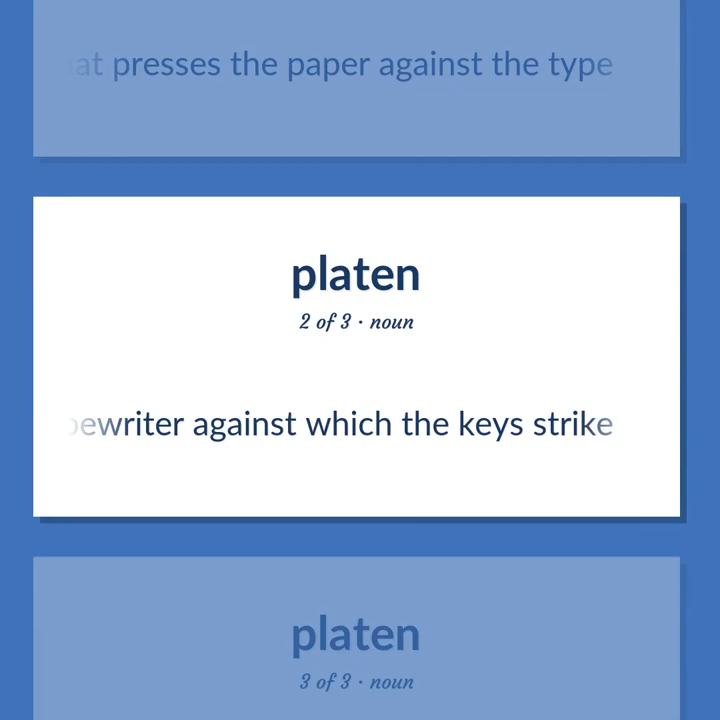 presses the paper against the type
platen
2 of 3 · noun
against which the keys strike
platen
3 of 3 · noun